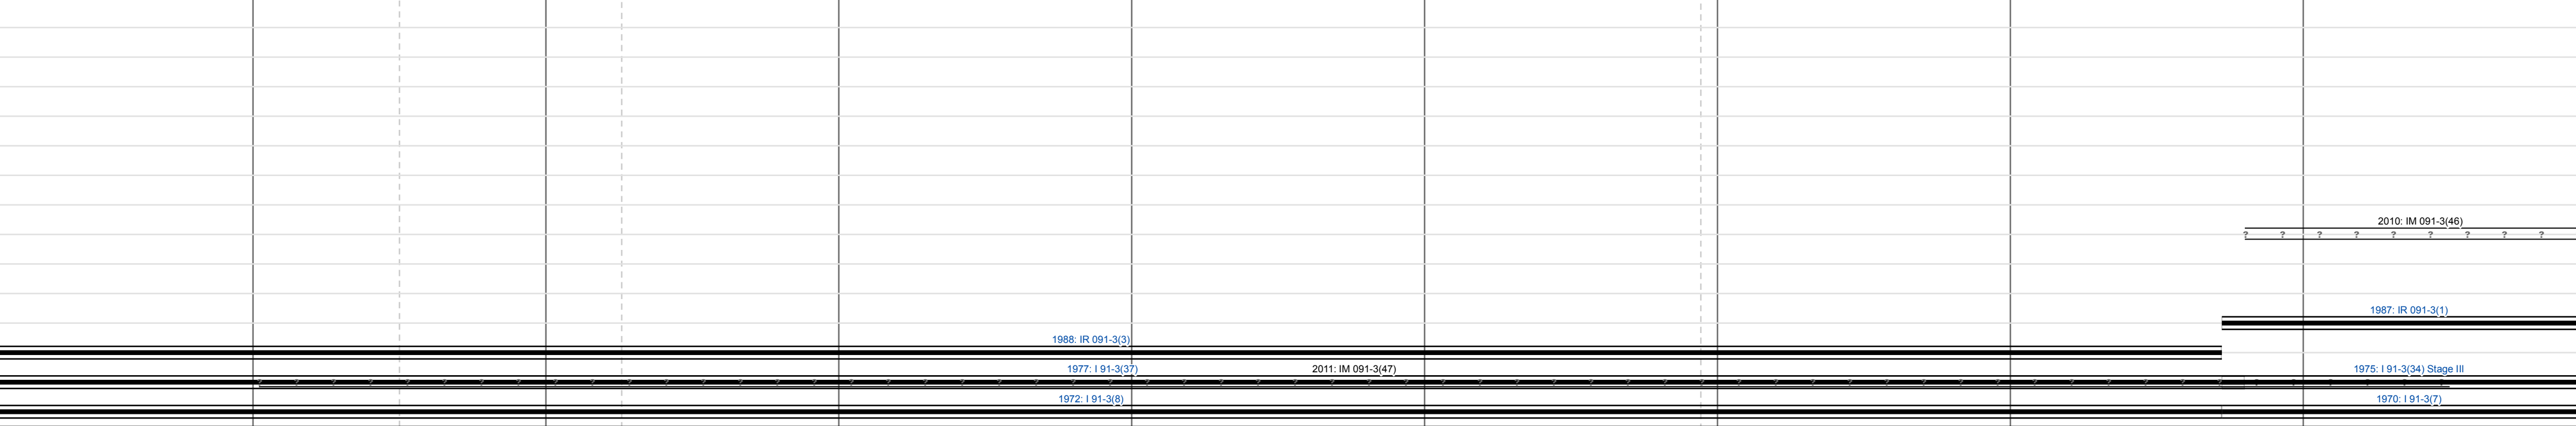 2010: IM 091-3(46)
? ? ? ? ? ? ? ? ?
1987: IR 091-3(1)
1988: IR 091-3(3)
1977: I 91-3(37) 2011: IM 091-3(47) 1975: I 91-3(34) Stage III
1972: I 91-3(8) 1970: I 91-3(7)